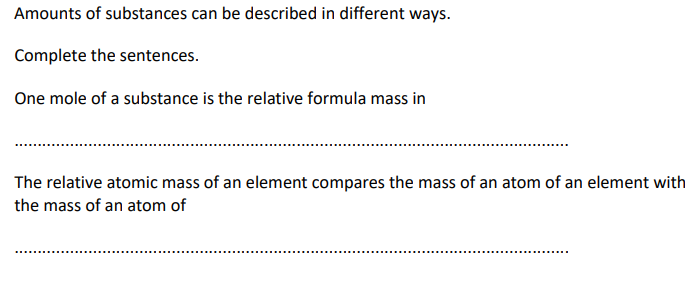 Amounts of substances can be described in different ways.
Complete the sentences.
One mole of a substance is the relative formula mass in
........................................................................................................................
The relative atomic mass of an element compares the mass of an atom of an element with
the mass of an atom of
........................................................................................................................